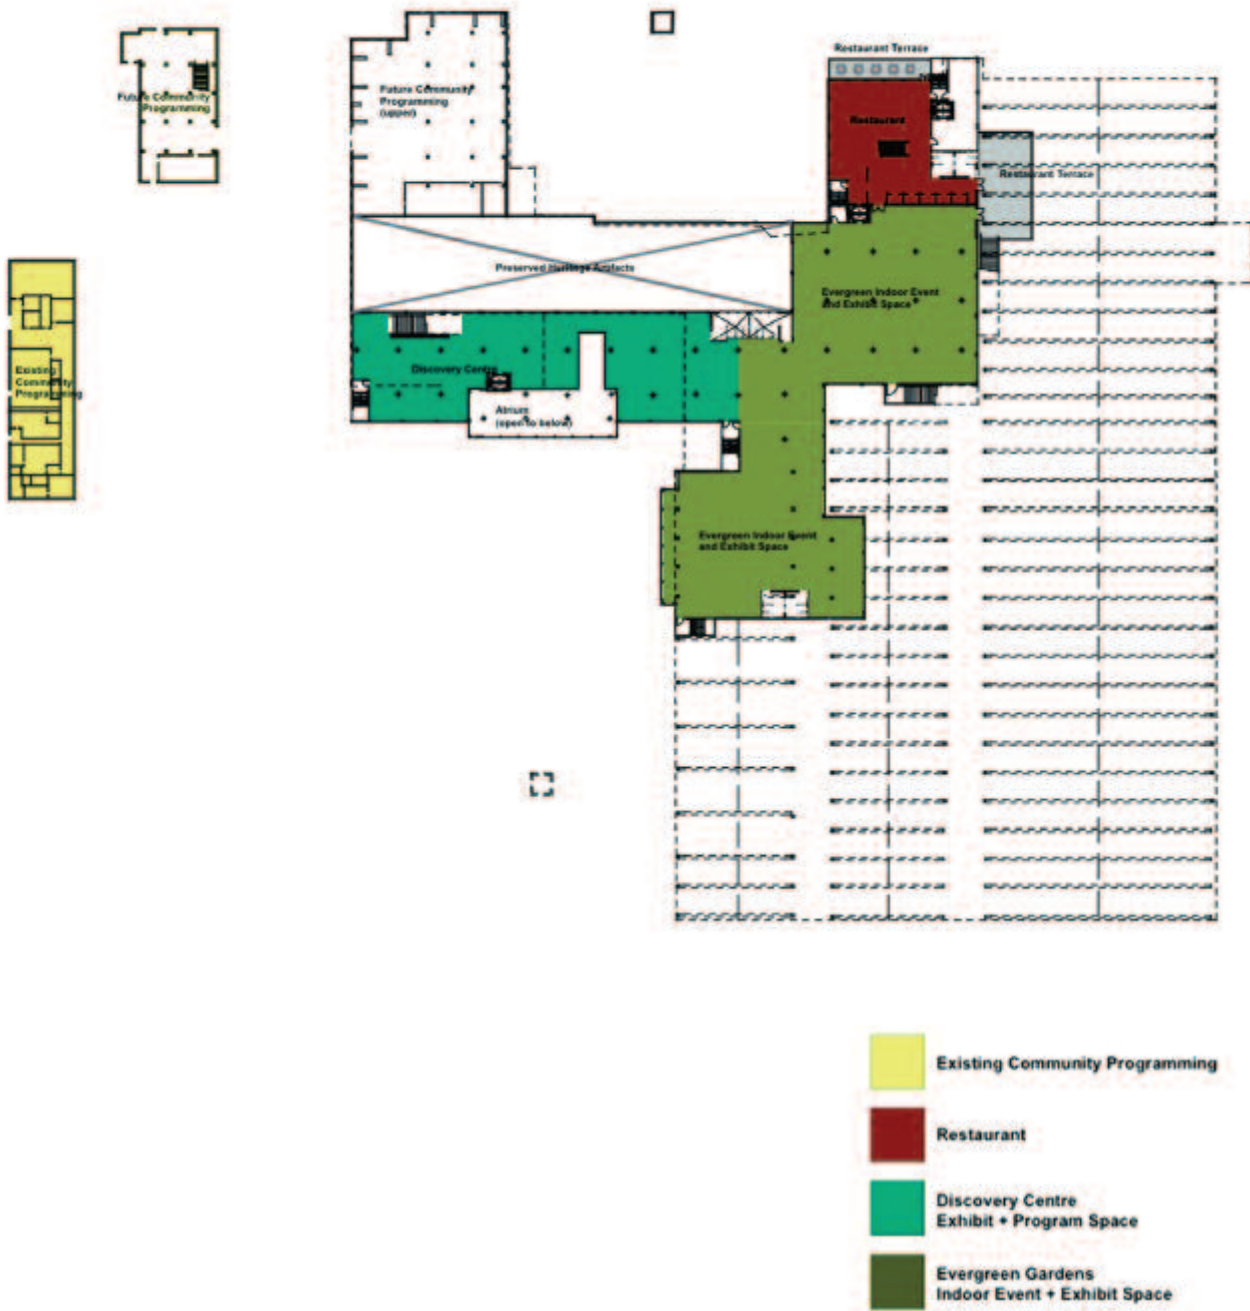 Restaurant Terrace
Future Community
Programming
Future Community
Programming
(upper)
Restaurant
Restaurant Terrace
Preserved Heritage Artifacts
Evergreen Indoor Event
and Exhibit Space
Existing
Community
Programming
Discovery Centre
Atrium
(open to below)
Evergreen Indoor Event
and Exhibit Space
Existing Community Programming
Restaurant
Discovery Centre
Exhibit + Program Space
Evergreen Gardens
Indoor Event + Exhibit Space